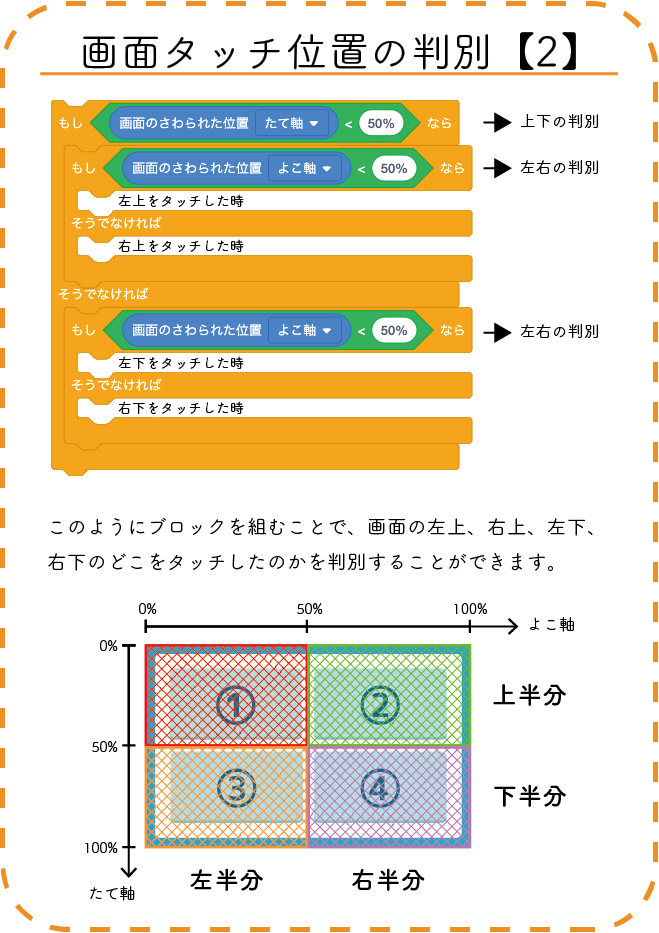 画面タッチ位置の判別【2】
もし 画面のさわられた位置 たて軸 < 50% なら 上下の判別
もし 画面のさわられた位置 よこ軸 < 50% なら 左右の判別
左上をタッチした時
そうでなければ
右上をタッチした時
そうでなければ
もし 画面のさわられた位置 よこ軸 < 50% なら 左右の判別
左下をタッチした時
そうでなければ
右下をタッチした時
このようにブロックを組むことで、画面の左上、右上、左下、
右下のどこをタッチしたのかを判別することができます。
0% 50% 100%
よこ軸
0%
① ② 上半分
50%
③ ④ 下半分
100%
たて軸 左半分 右半分